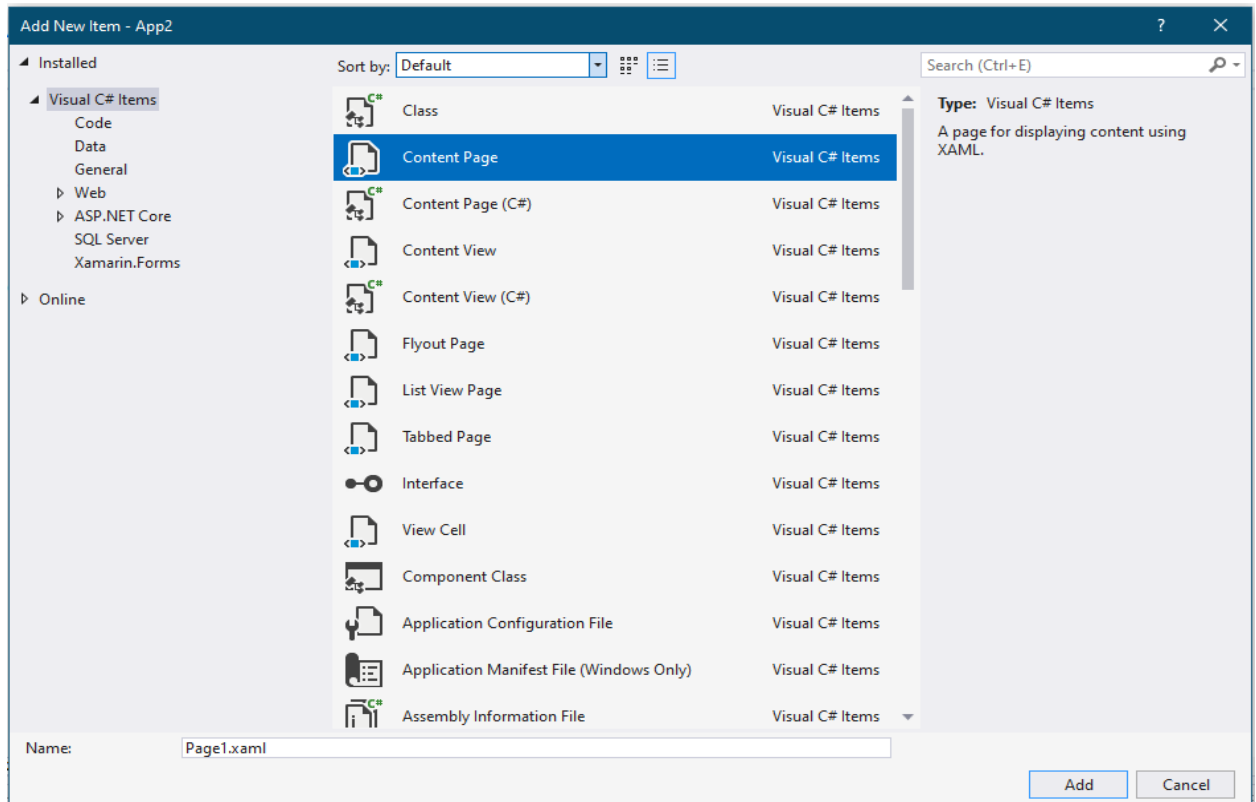 Add New Item - App2
?
Installed
Visual C# Items
Code
Data
General
Web
ASP.NET Core
SQL Server
Xamarin.Forms
Online
Sort by: Default
Class Visual C# Items
Content Page Visual C# Items
Content Page (C#) Visual C# Items
Content View Visual C# Items
Content View (C#) Visual C# Items
Flyout Page Visual C# Items
List View Page Visual C# Items
Tabbed Page Visual C# Items
Interface Visual C# Items
View Cell Visual C# Items
Component Class Visual C# Items
Application Configuration File Visual C# Items
Application Manifest File (Windows Only) Visual C# Items
Assembly Information File Visual C# Items
Search (Ctrl+E)
Type: Visual C# Items
A page for displaying content using
XAML.
Name: Page1.xaml
Add Cancel